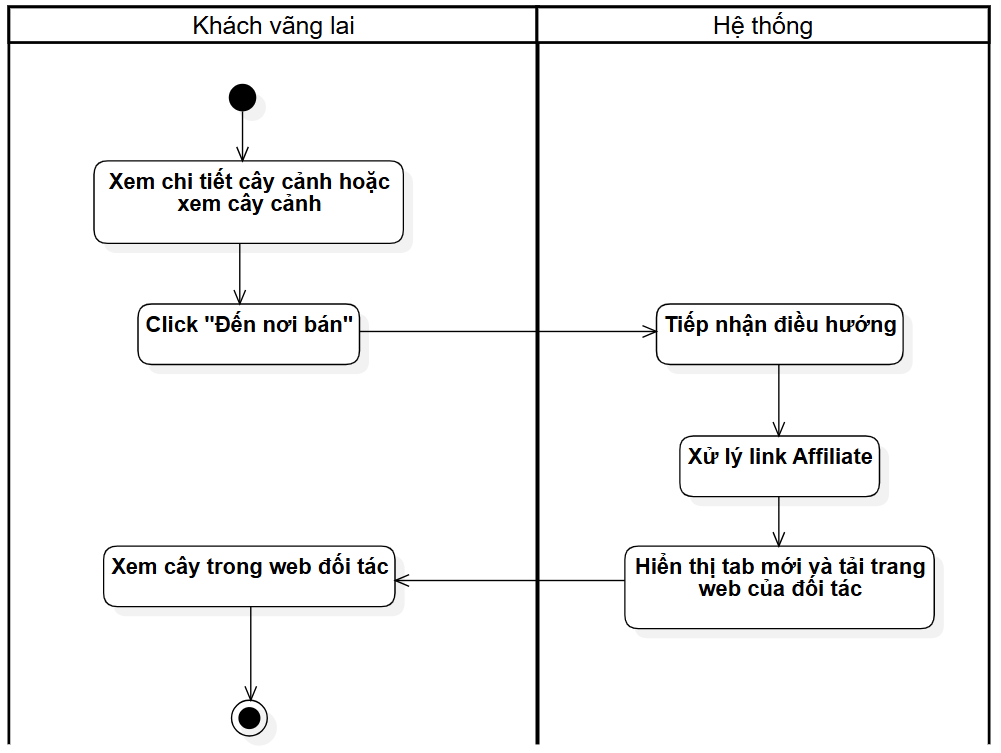 Khách vãng lai
Hệ thống
Xem chi tiết cây cảnh hoặc
xem cây cảnh
Click "Đến nơi bán"
Tiếp nhận điều hướng
Xử lý link Affiliate
Hiển thị tab mới và tải trang
web của đối tác
Xem cây trong web đối tác